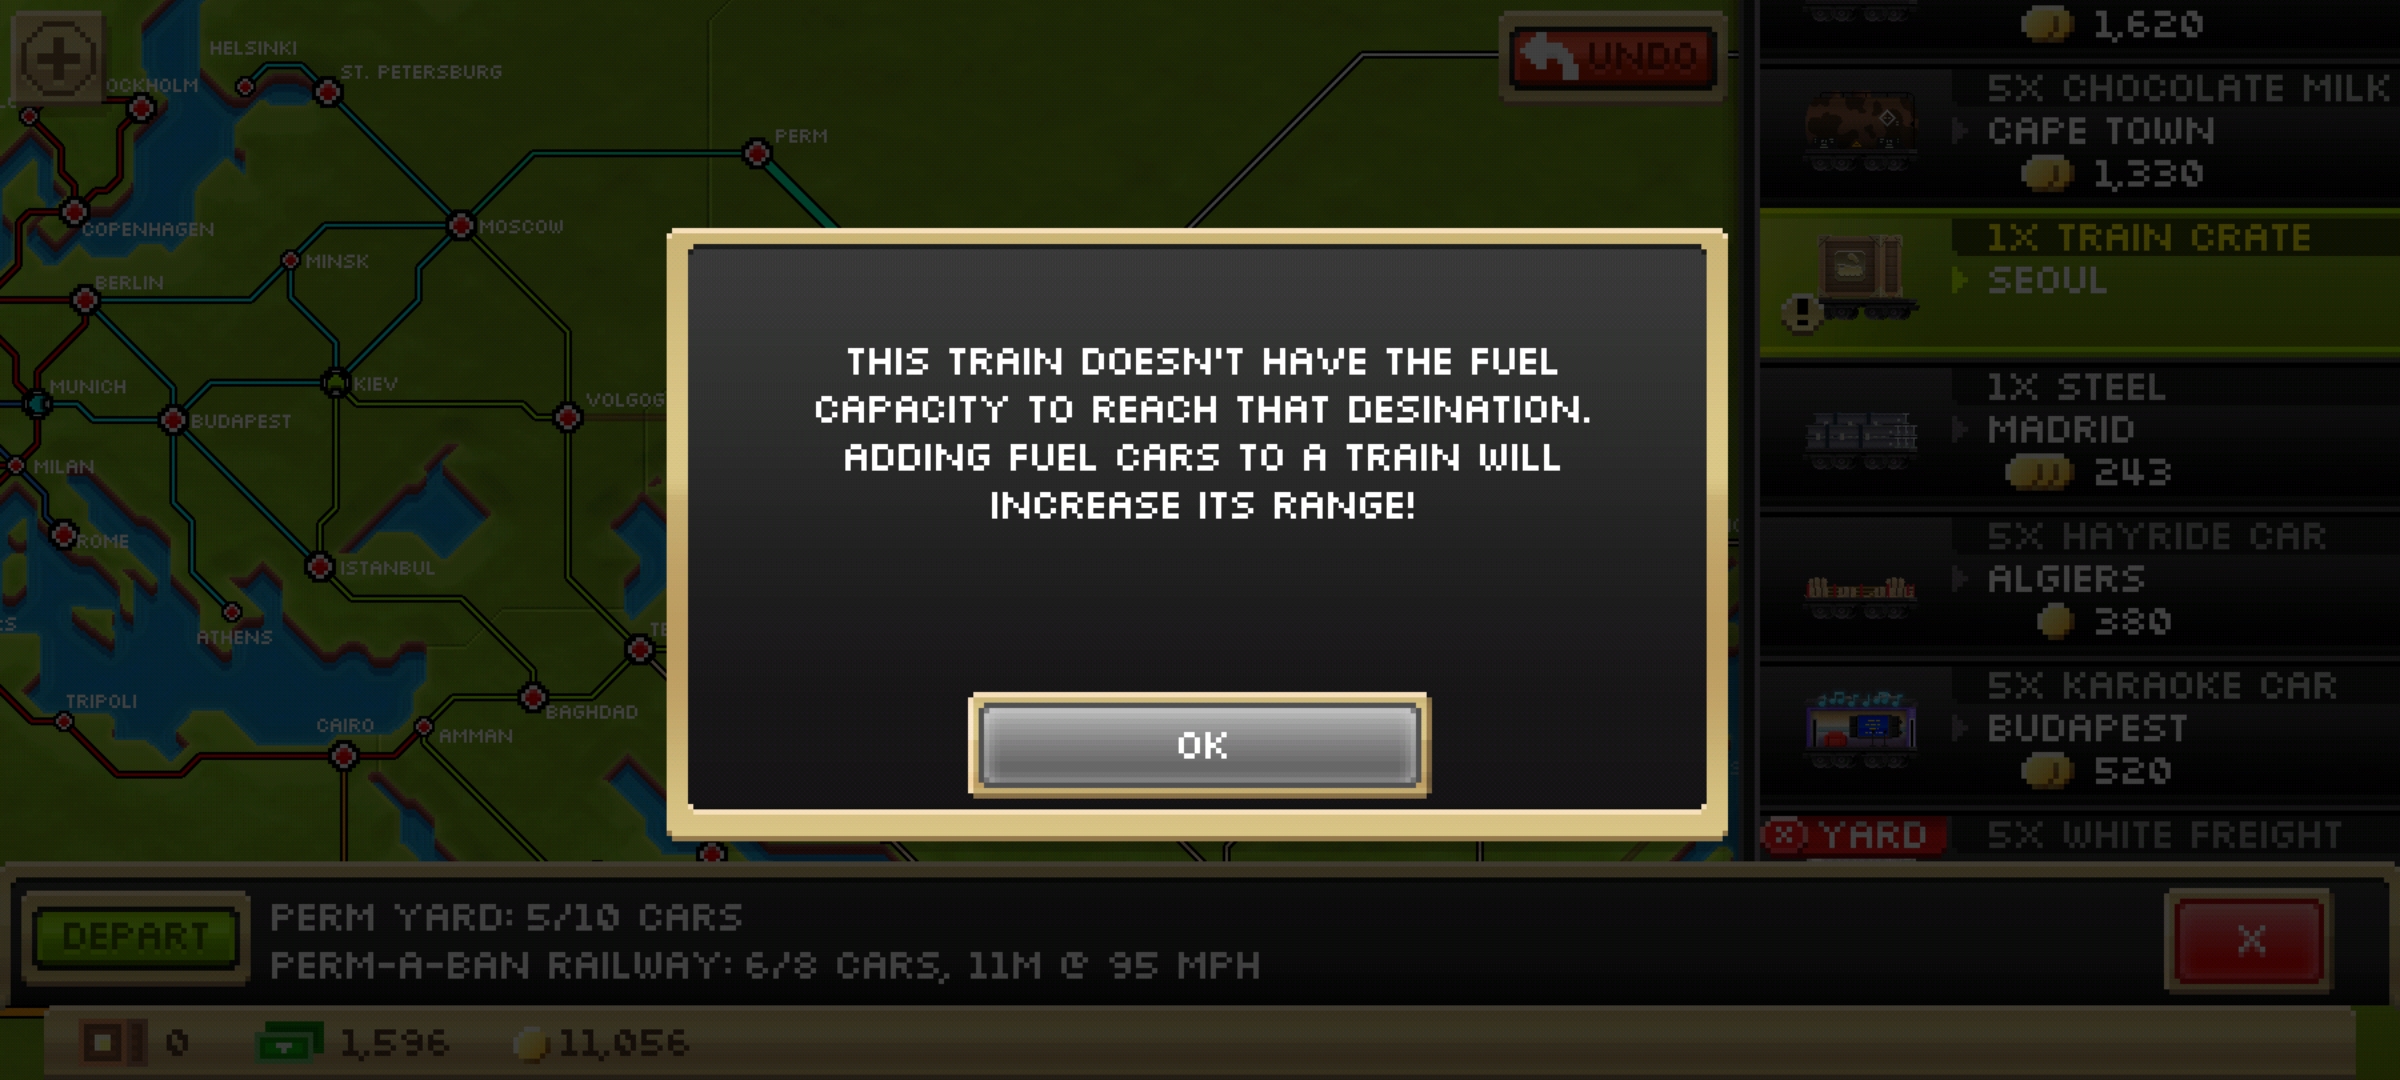 HELSINKI
ST. PETERSBURG
OCKHOLM
PERM
COPENHAGEN
MOSCOW
MINSK
BERLIN
MUNICH
KIEV
VOLGOG
BUDAPEST
MILAN
ROME
ISTANBUL
ATHENS
TE
TRIPOLI
CAIRO
AMMAN
BAGHDAD
UNDO
THIS TRAIN DOESN'T HAVE THE FUEL
CAPACITY TO REACH THAT DESINATION.
ADDING FUEL CARS TO A TRAIN WILL
INCREASE ITS RANGE!
OK
1,620
5X CHOCOLATE MILK
CAPE TOWN
1,330
1X TRAIN CRATE
SEOUL
!
1X STEEL
MADRID
243
5X HAYRIDE CAR
ALGIERS
380
5X KARAOKE CAR
BUDAPEST
520
X YARD
5X WHITE FREIGHT
DEPART
PERM YARD: 5/10 CARS
PERM-A-BAN RAILWAY: 6/8 CARS, 11M @ 95 MPH
X
0
1,596
11,056